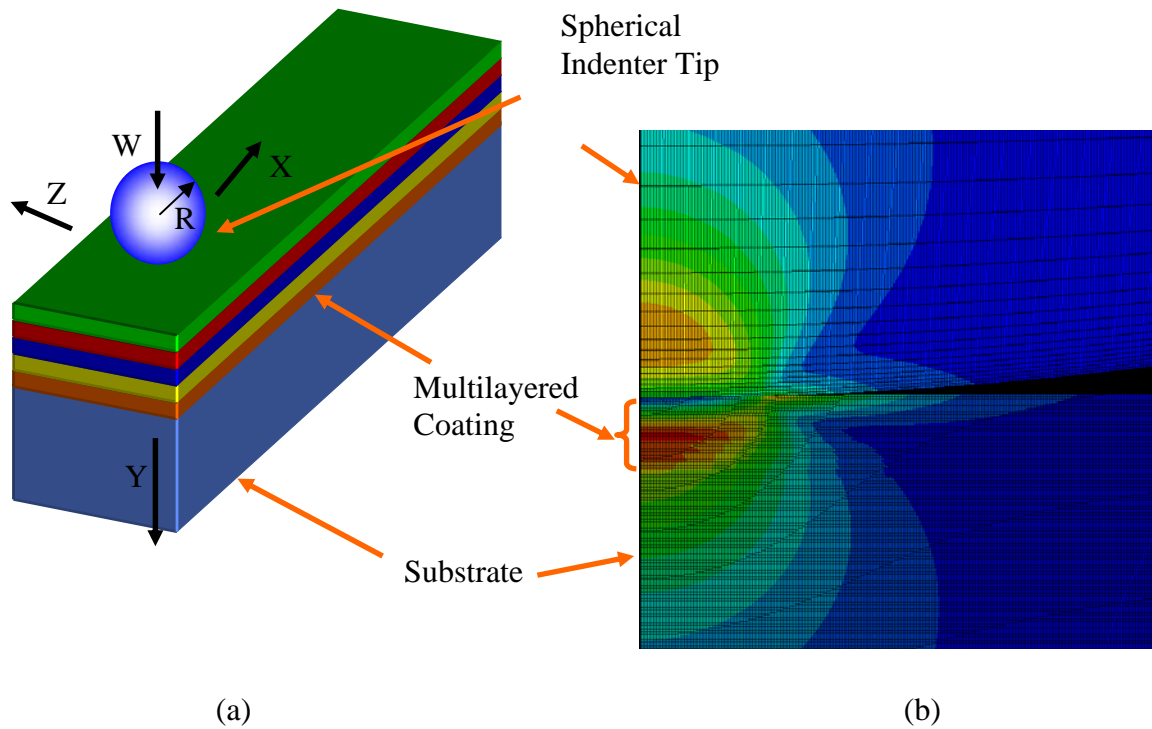 Spherical
Indenter Tip
W
X
Z
R
Multilayered
Coating
Y
Substrate
(a)
(b)